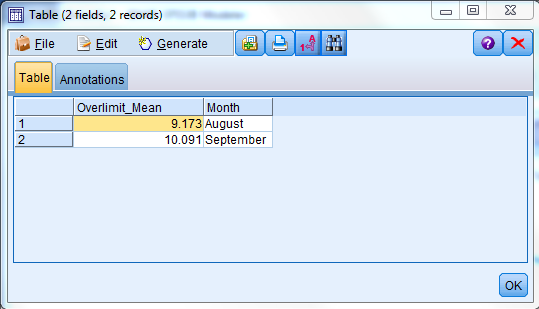 Table (2 fields, 2 records)
File Edit Generate
Table Annotations
Overlimit_Mean Month
1 9.173 August
2 10.091 September
OK